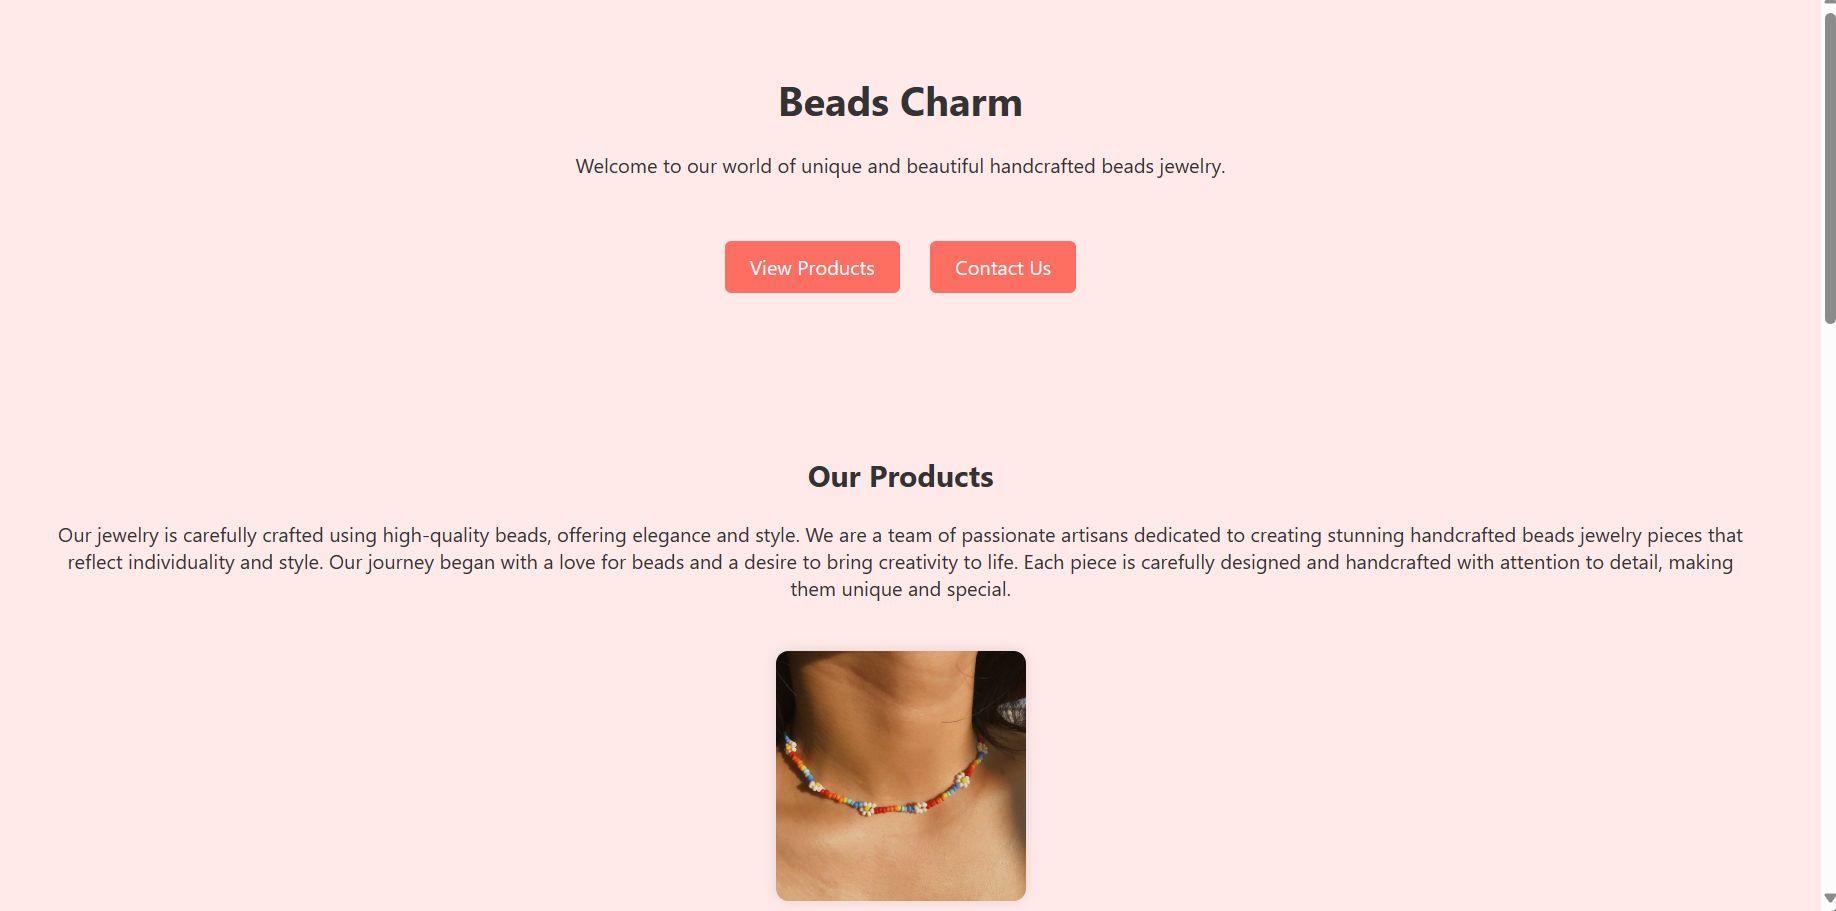 Beads Charm
Welcome to our world of unique and beautiful handcrafted beads jewelry.
View Products
Contact Us
Our Products
Our jewelry is carefully crafted using high-quality beads, offering elegance and style. We are a team of passionate artisans dedicated to creating stunning handcrafted beads jewelry pieces that
reflect individuality and style. Our journey began with a love for beads and a desire to bring creativity to life. Each piece is carefully designed and handcrafted with attention to detail, making
them unique and special.